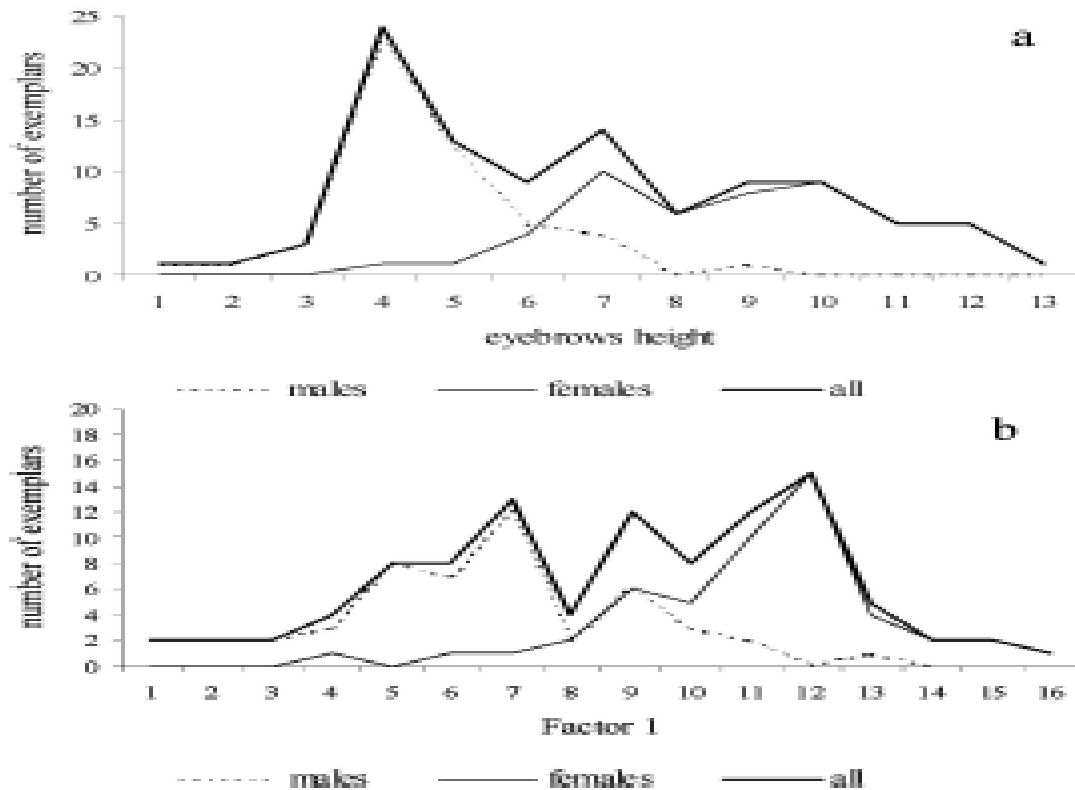 25
a
20
15
10
5
0
number of exemplars
1 2 3 4 5 6 7 8 9 10 11 12 13
eyebrows height
males females all
20
b
18
16
14
12
10
8
6
4
2
0
number of exemplars
1 2 3 4 5 6 7 8 9 10 11 12 13 14 15 16
Factor 1
males females all